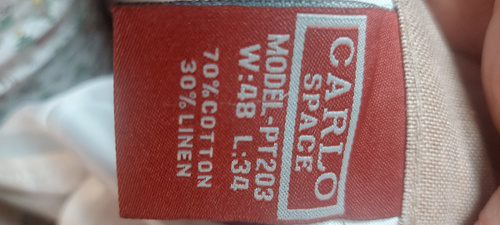 CARLO
SPACE
MODEL-PT203
W:48 L:34
70%COTTON
30%LINEN